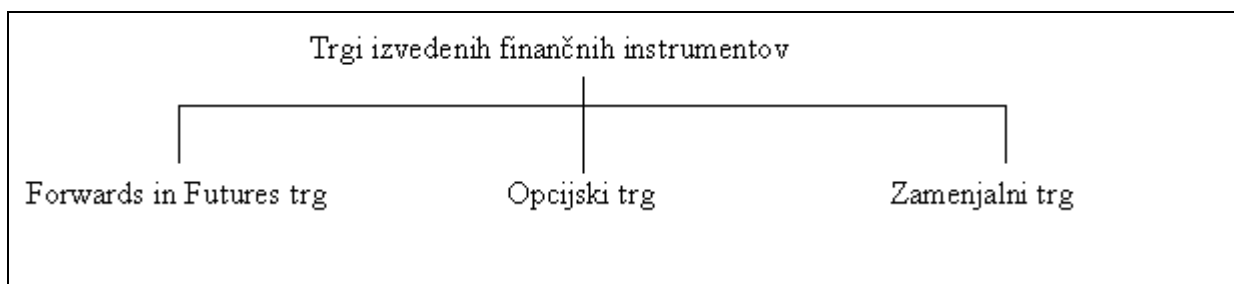 Trgi izvedenih finančnih instrumentov
Forwards in Futures trg
Opcijski trg
Zamenjalni trg